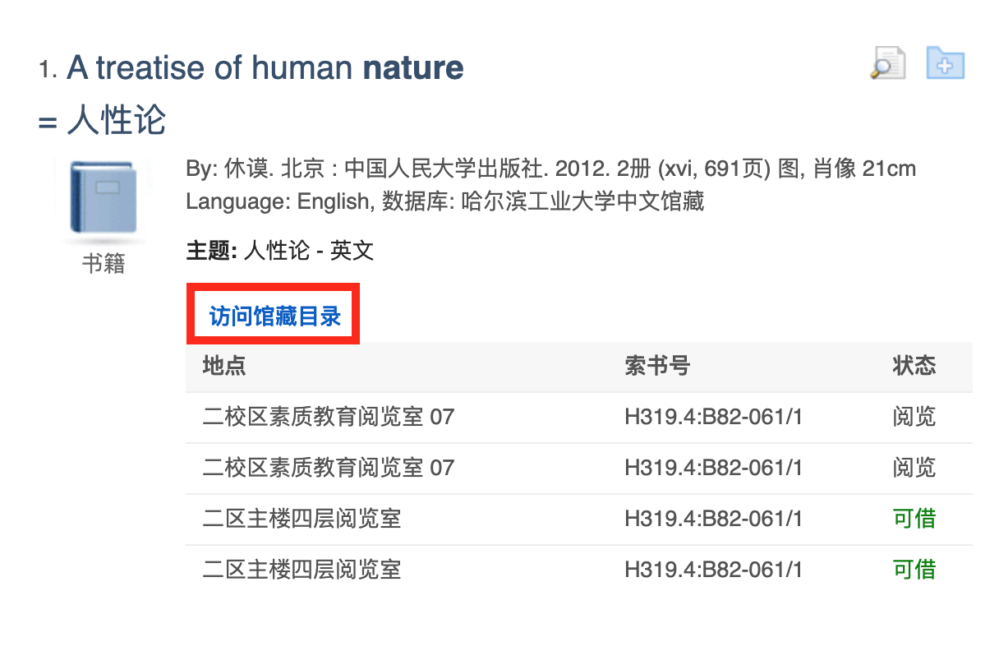 1. A treatise of human nature
= 人性论
By: 休谟. 北京 : 中国人民大学出版社. 2012. 2册 (xvi, 691页) 图, 肖像 21cm
Language: English, 数据库: 哈尔滨工业大学中文馆藏
主题: 人性论 - 英文
书籍
访问馆藏目录
地点 索书号 状态
二校区素质教育阅览室 07 H319.4:B82-061/1 阅览
二校区素质教育阅览室 07 H319.4:B82-061/1 阅览
二区主楼四层阅览室 H319.4:B82-061/1 可借
二区主楼四层阅览室 H319.4:B82-061/1 可借